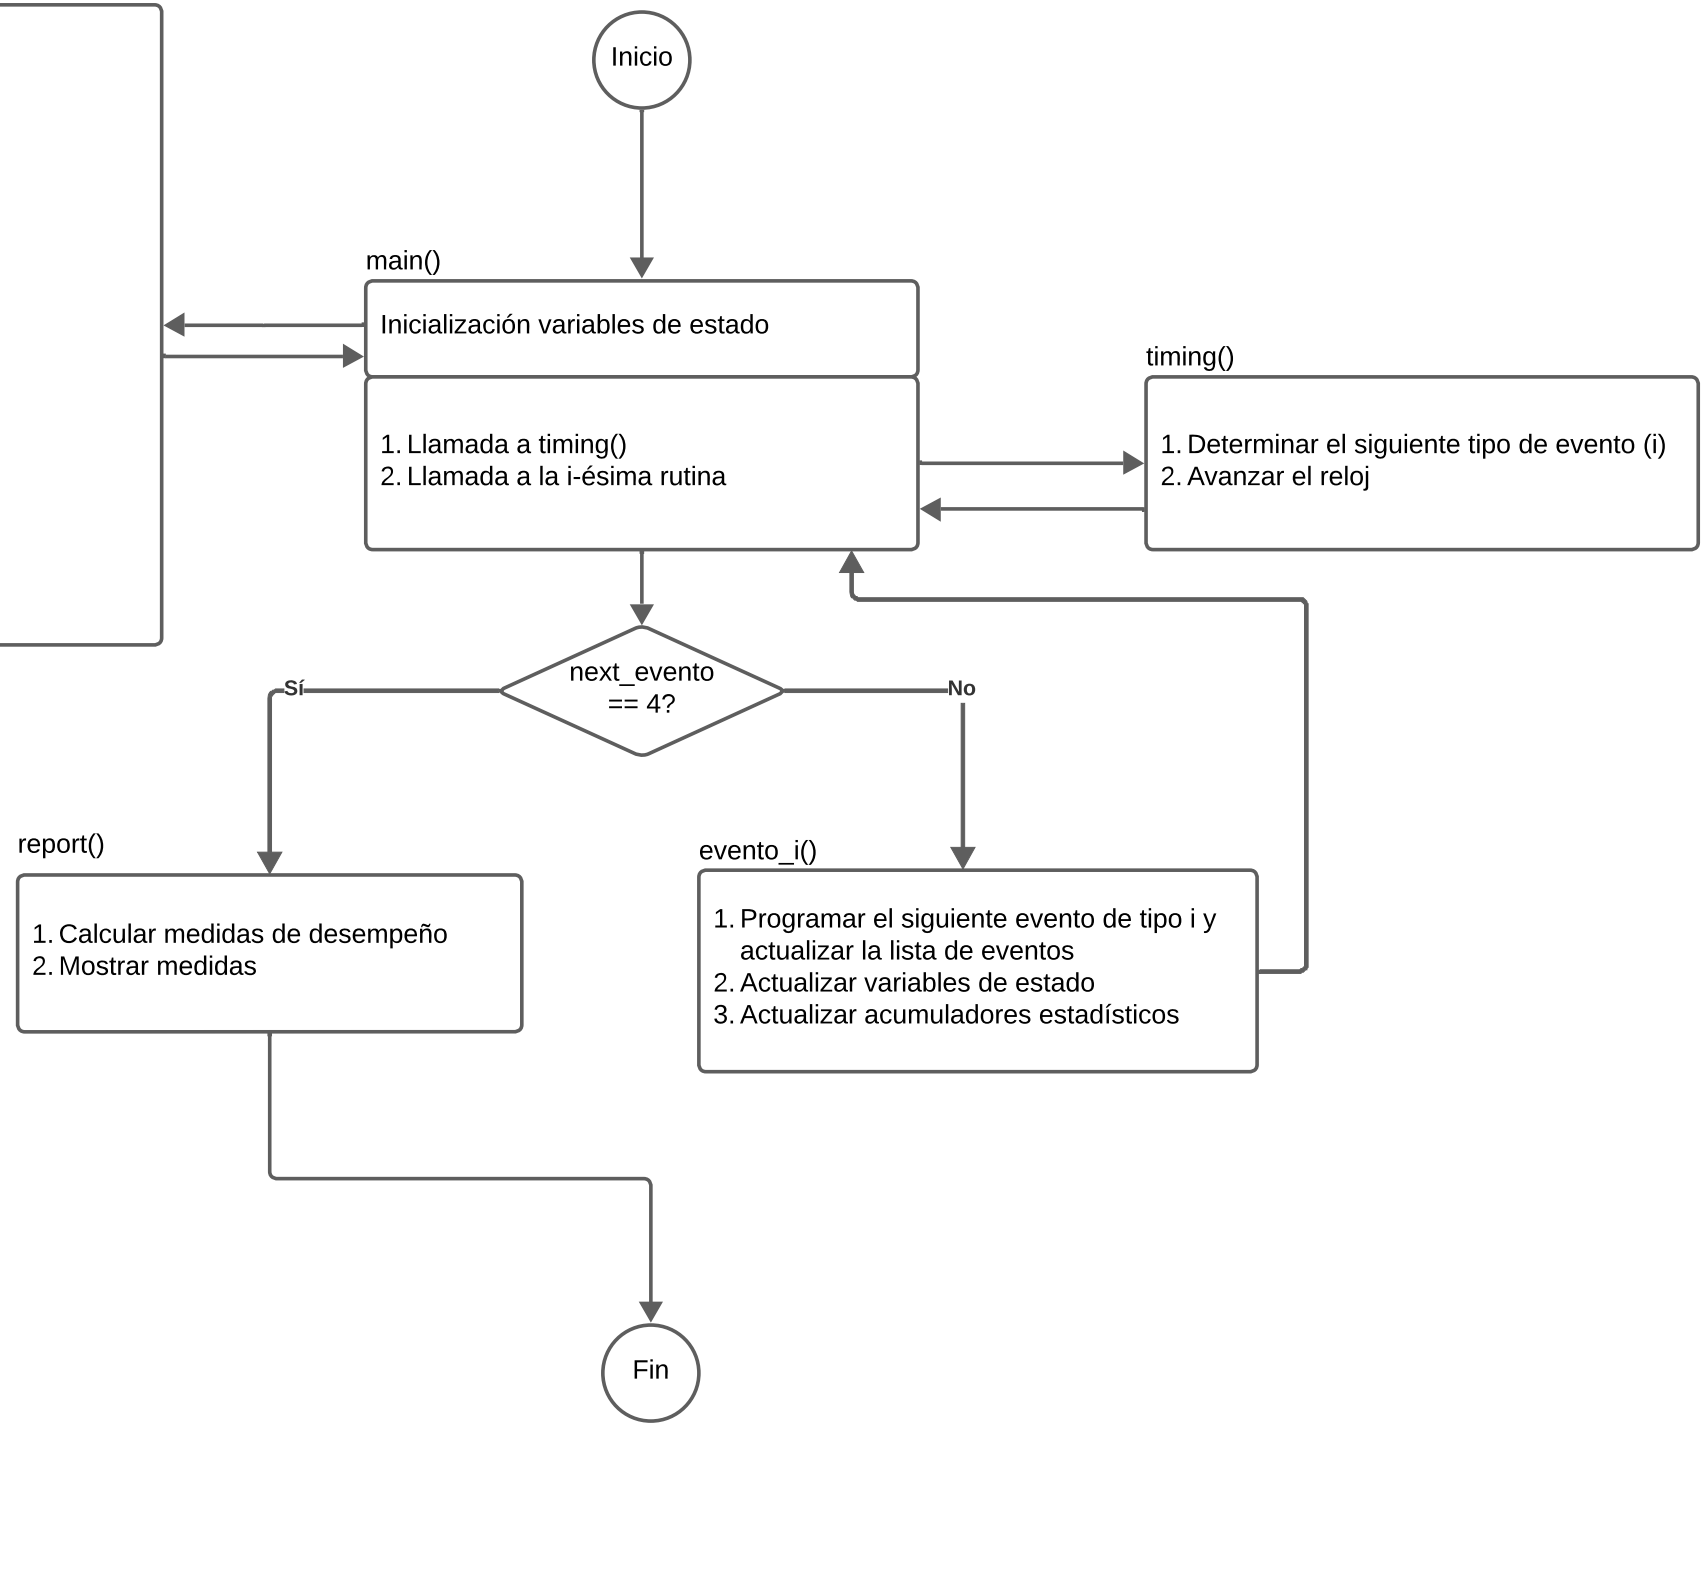 Inicio
main()
Inicialización variables de estado
timing()
1. Llamada a timing()
2. Llamada a la i-ésima rutina
1. Determinar el siguiente tipo de evento (i)
2. Avanzar el reloj
next_evento
== 4?
Sí
No
report()
1. Calcular medidas de desempeño
2. Mostrar medidas
evento_i()
1. Programar el siguiente evento de tipo i y
actualizar la lista de eventos
2. Actualizar variables de estado
3. Actualizar acumuladores estadísticos
Fin